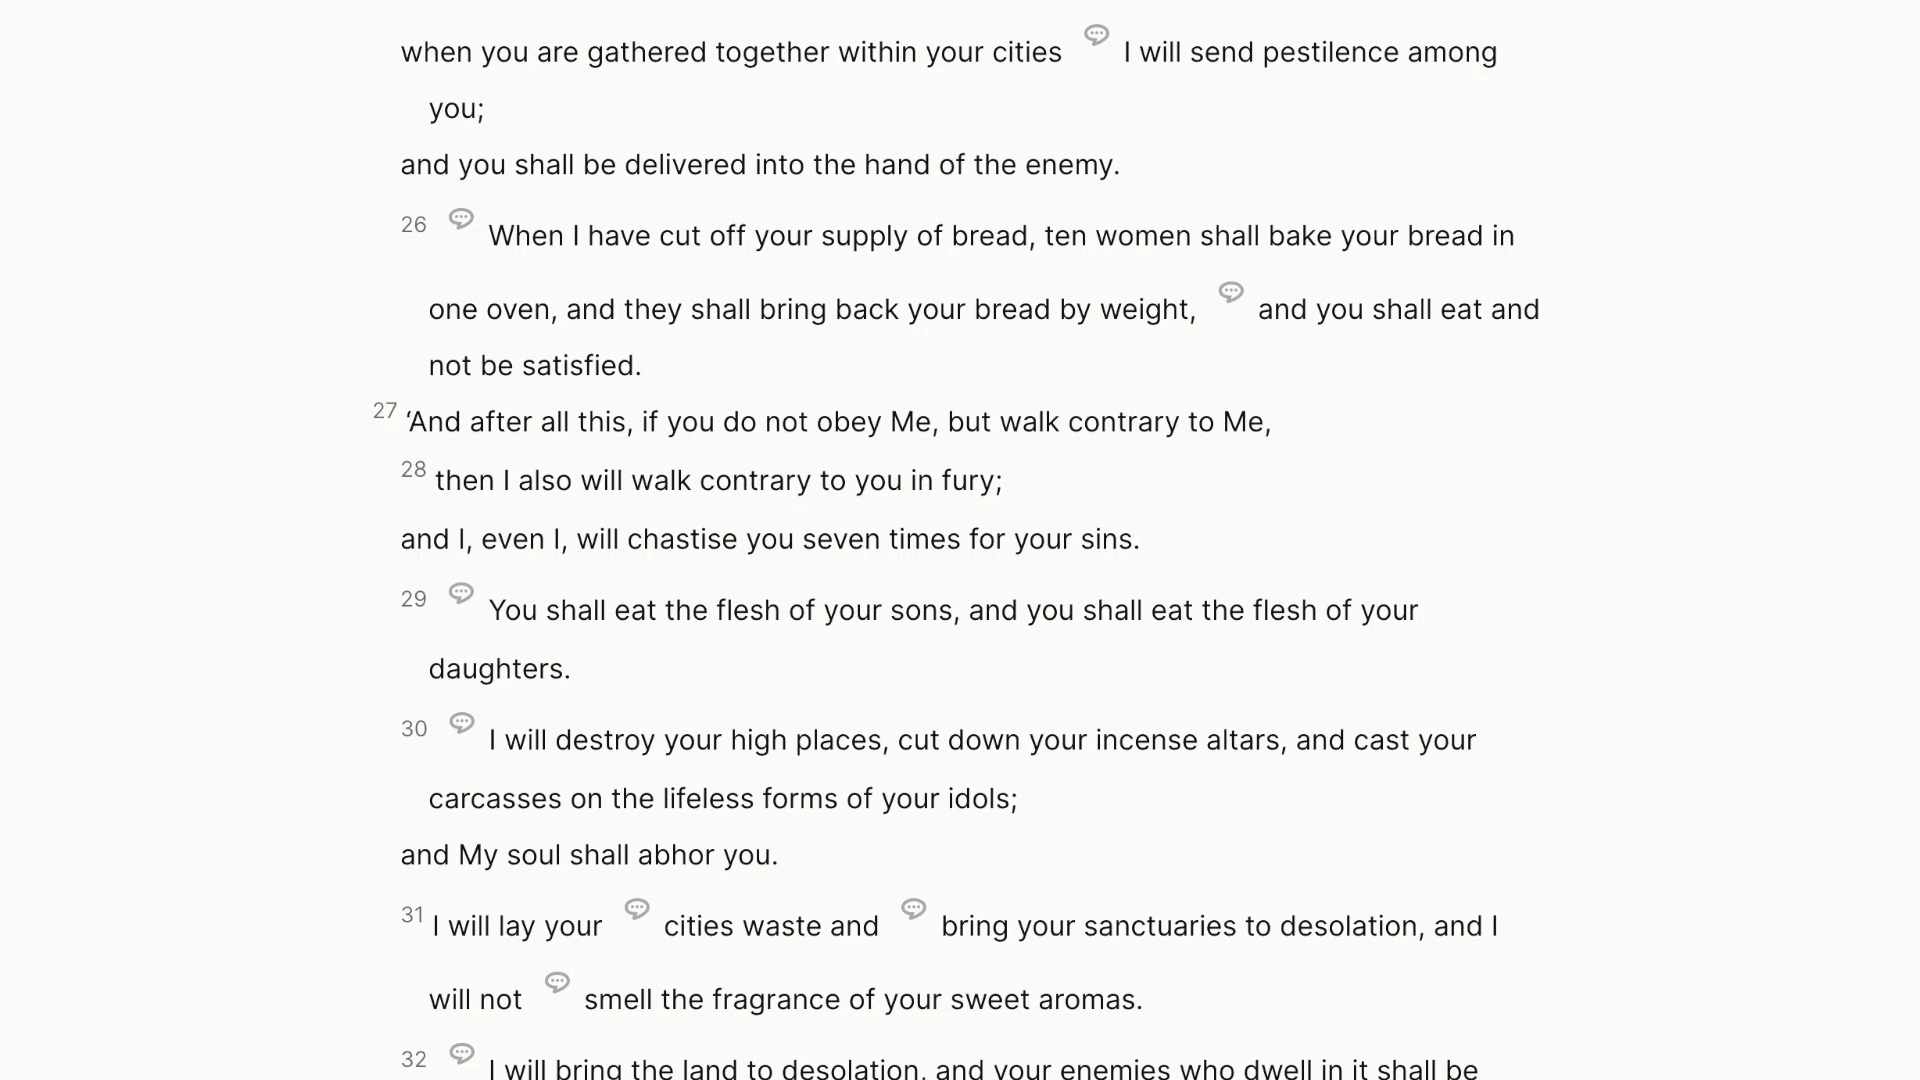 when you are gathered together within your cities I will send pestilence among
you;
and you shall be delivered into the hand of the enemy.
26 When I have cut off your supply of bread, ten women shall bake your bread in
one oven, and they shall bring back your bread by weight, and you shall eat and
not be satisfied.
27 ‘And after all this, if you do not obey Me, but walk contrary to Me,
28 then I also will walk contrary to you in fury;
and I, even I, will chastise you seven times for your sins.
29 You shall eat the flesh of your sons, and you shall eat the flesh of your
daughters.
30 I will destroy your high places, cut down your incense altars, and cast your
carcasses on the lifeless forms of your idols;
and My soul shall abhor you.
31 I will lay your cities waste and bring your sanctuaries to desolation, and I
will not smell the fragrance of your sweet aromas.
32 I will bring the land to desolation, and your enemies who dwell in it shall be